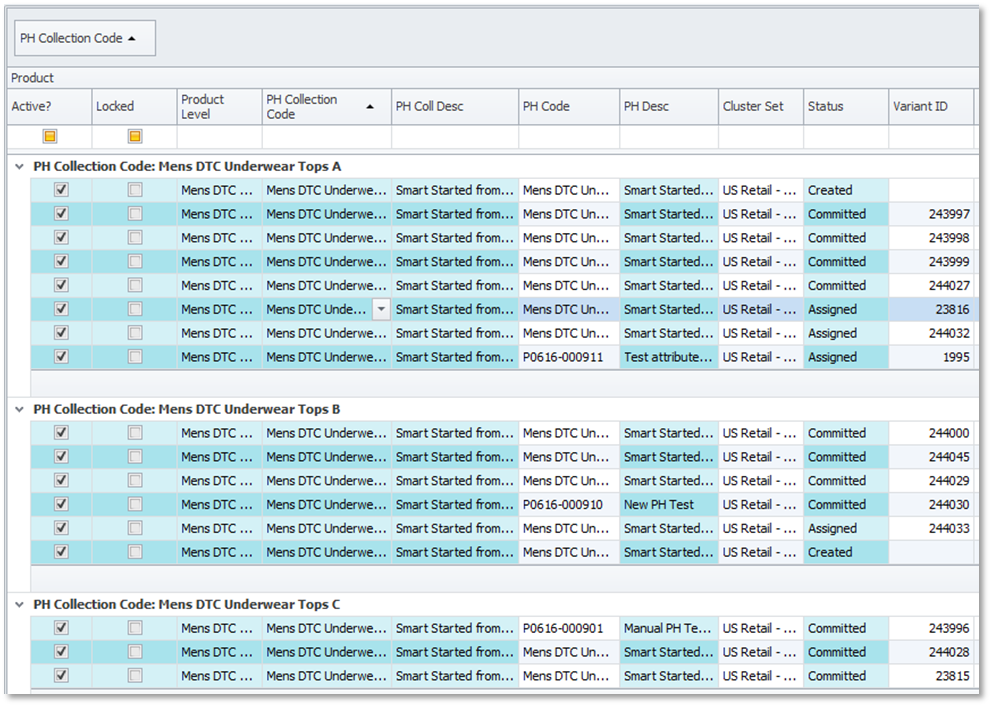 PH Collection Code
Product
Active? Locked Product Level PH Collection Code PH Coll Desc PH Code PH Desc Cluster Set Status Variant ID
PH Collection Code: Mens DTC Underwear Tops A
Mens DTC ... Mens DTC Underwe... Smart Started from... Mens DTC Un... Smart Started... US Retail - ... Created
Mens DTC ... Mens DTC Underwe... Smart Started from... Mens DTC Un... Smart Started... US Retail - ... Committed 243997
Mens DTC ... Mens DTC Underwe... Smart Started from... Mens DTC Un... Smart Started... US Retail - ... Committed 243998
Mens DTC ... Mens DTC Underwe... Smart Started from... Mens DTC Un... Smart Started... US Retail - ... Committed 243999
Mens DTC ... Mens DTC Underwe... Smart Started from... Mens DTC Un... Smart Started... US Retail - ... Committed 244027
Mens DTC ... Mens DTC Unde... Smart Started from... Mens DTC Un... Smart Started... US Retail - ... Assigned 23816
Mens DTC ... Mens DTC Underwe... Smart Started from... Mens DTC Un... Smart Started... US Retail - ... Assigned 244032
Mens DTC ... Mens DTC Underwe... Smart Started from... P0616-000911 Test attribute... US Retail - ... Assigned 1995
PH Collection Code: Mens DTC Underwear Tops B
Mens DTC ... Mens DTC Underwe... Smart Started from... Mens DTC Un... Smart Started... US Retail - ... Committed 244000
Mens DTC ... Mens DTC Underwe... Smart Started from... Mens DTC Un... Smart Started... US Retail - ... Committed 244045
Mens DTC ... Mens DTC Underwe... Smart Started from... Mens DTC Un... Smart Started... US Retail - ... Committed 244029
Mens DTC ... Mens DTC Underwe... Smart Started from... P0616-000910 New PH Test US Retail - ... Committed 244030
Mens DTC ... Mens DTC Underwe... Smart Started from... Mens DTC Un... Smart Started... US Retail - ... Assigned 244033
Mens DTC ... Mens DTC Underwe... Smart Started from... Mens DTC Un... Smart Started... US Retail - ... Created
PH Collection Code: Mens DTC Underwear Tops C
Mens DTC ... Mens DTC Underwe... Smart Started from... P0616-000901 Manual PH Te... US Retail - ... Committed 243996
Mens DTC ... Mens DTC Underwe... Smart Started from... Mens DTC Un... Smart Started... US Retail - ... Committed 244028
Mens DTC ... Mens DTC Underwe... Smart Started from... Mens DTC Un... Smart Started... US Retail - ... Committed 23815